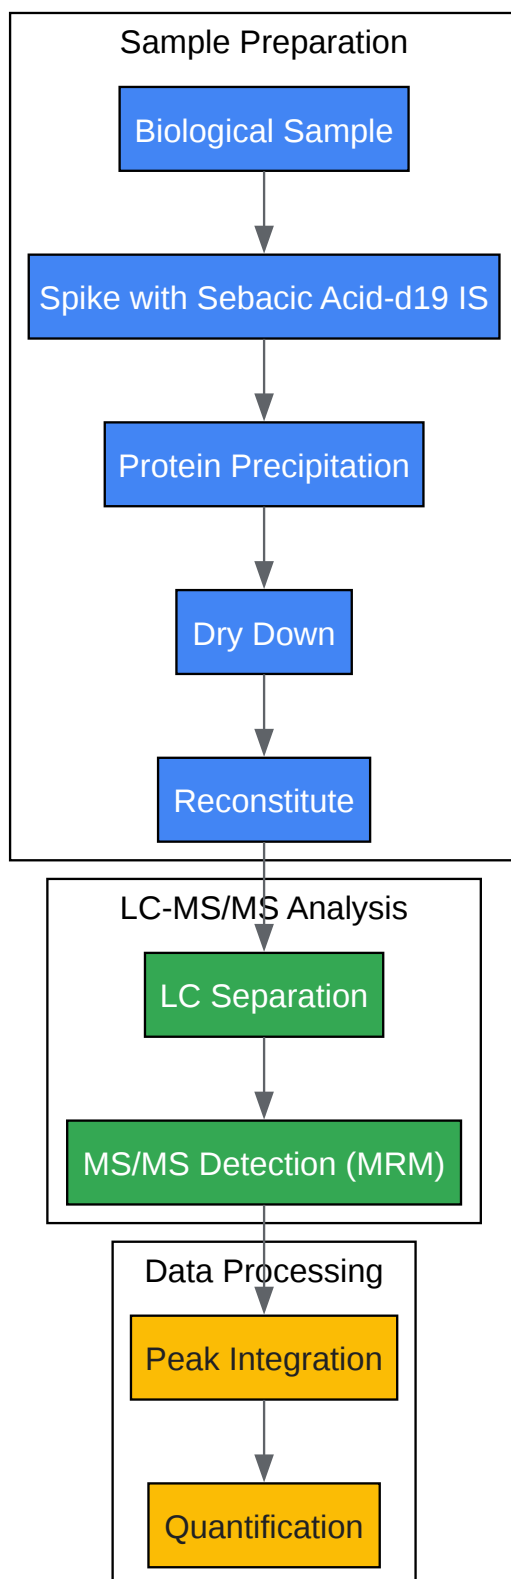 Sample Preparation
Biological Sample
Spike with Sebacic Acid-d19 IS
Protein Precipitation
Dry Down
Reconstitute
LC-MS/MS Analysis
LC Separation
MS/MS Detection (MRM)
Data Processing
Peak Integration
Quantification